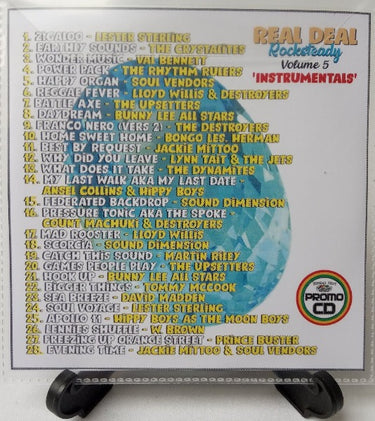 REAL DEAL
Rocksteady
Volume 5
'INSTRUMENTALS'
1. ZIGALOO - LESTER STERLING
2. EARTHLY SOUNDS - THE CRYSTALITES
3. WONDER MUSIC - VAL BENNETT
4. POWER PACK - THE RHYTHM RULERS
5. HAPPY ORGAN - SOUL VENDORS
6. REGGAE FEVER - LLOYD WILLIS & DESTROYERS
7. BATTLE AXE - THE UPSETTERS
8. DAYDREAM - BUNNY LEE ALL STARS
9. FRANCO NERO (VERS 2) - THE DESTROYERS
10. HOME SWEET HOME - BONGO LES. HERMAN
11. BEST BY REQUEST - JACKIE MITTOO
12. WHY DID YOU LEAVE - LYNN TAIT & THE JETS
13. WHAT DOES IT TAKE - THE DYNAMITES
14. MY LAST WALK AKA MY LAST DATE -
ANSEL COLLINS & HIPPY BOYS
15. FEDERATED BACKDROP - SOUND DIMENSION
16. PRESSURE TONIC AKA THE SPOKE -
COUNT MACHUKI & DESTROYERS
17. MAD ROOSTER - LLOYD WILLIS
18. SCORCIA - SOUND DIMENSION
19. CATCH THIS SOUND - MARTIN RILEY
20. GAMES PEOPLE PLAY - THE UPSETTERS
21. HOOK UP - BUNNY LEE ALL STARS
22. BIGGER THINGS - TOMMY MCCOOK
23. SEA BREEZE - DAVID MADDEN
24. SOUL VOYAGE - LESTER STERLING
25. APOLLO 11 - HIPPY BOYS AS THE MOON BOYS
26. LENNIES SHUFFLE - W. BROWN
27. FREEZING UP ORANGE STREET - PRINCE BUSTER
28. EVENING TIME - JACKIE MITTOO & SOUL VENDORS
PROMO
CD